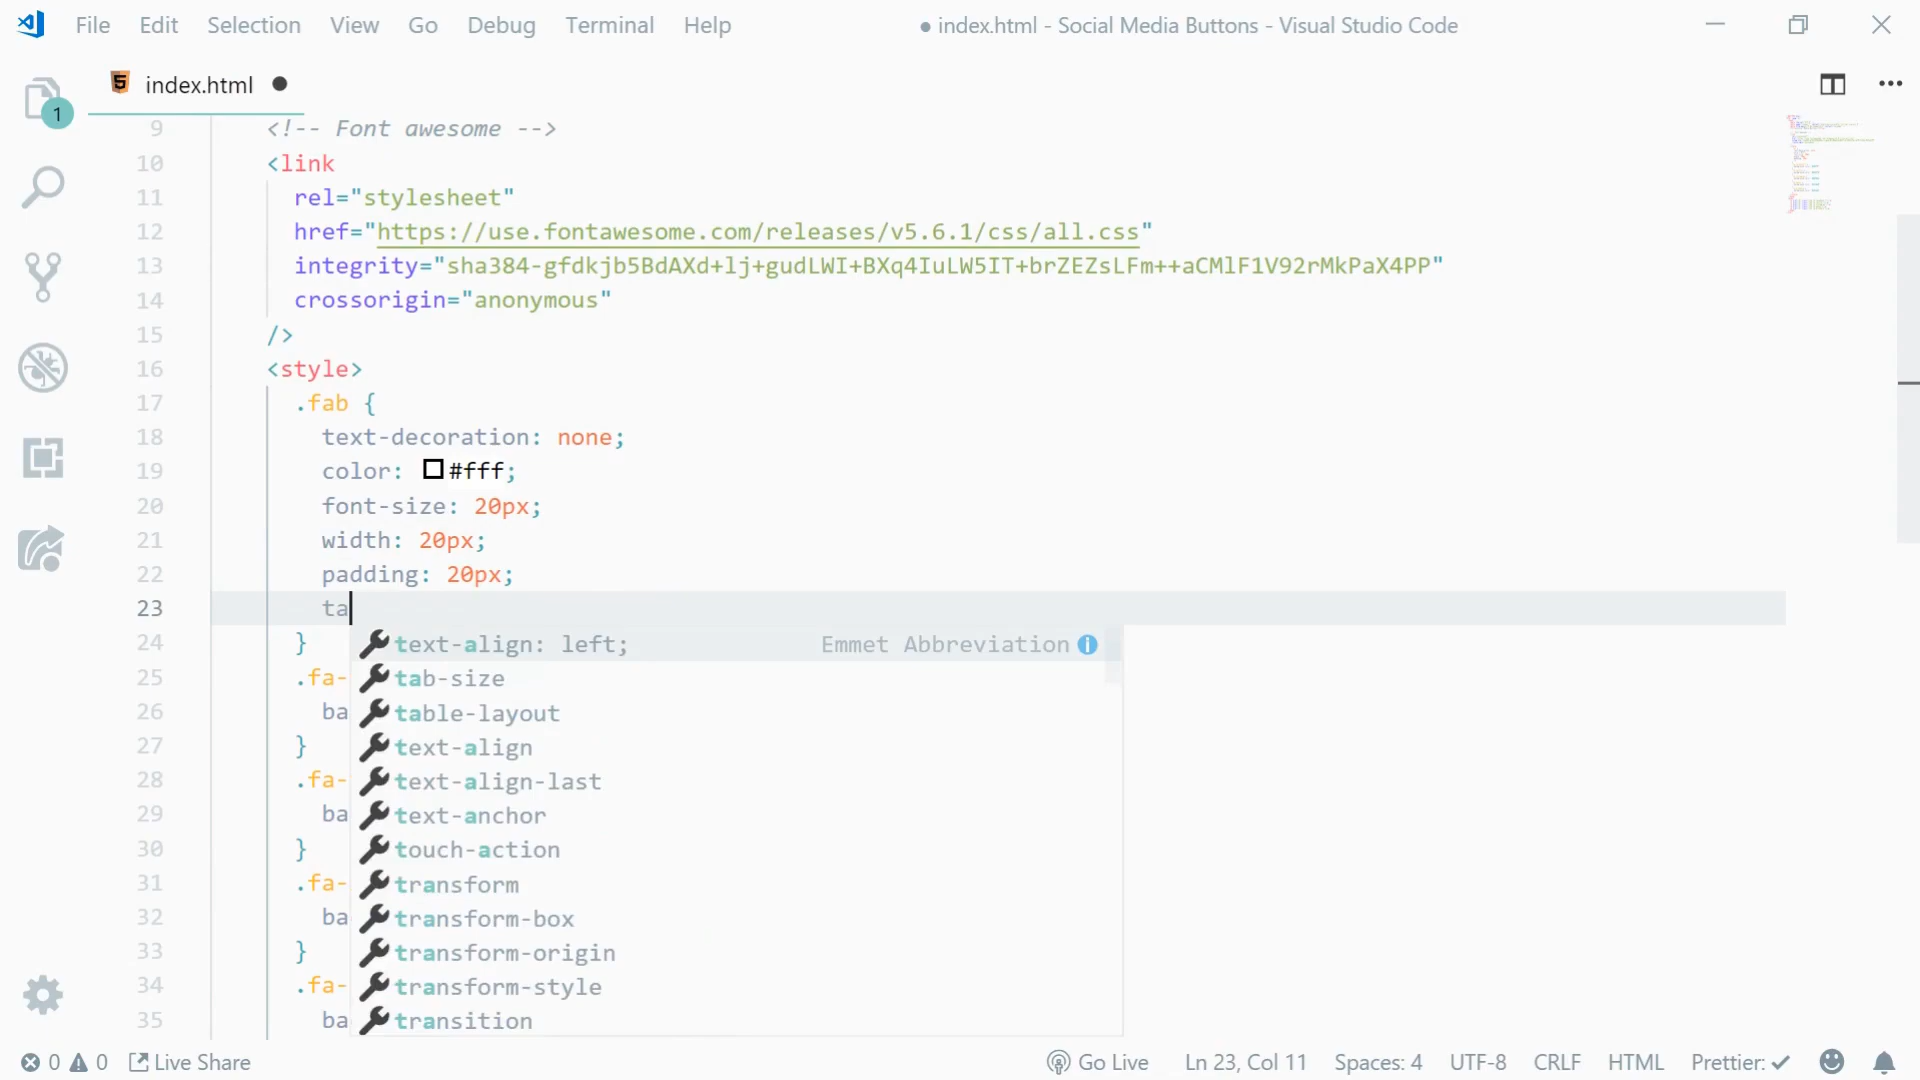 File Edit Selection View Go Debug Terminal Help
● index.html - Social Media Buttons - Visual Studio Code
index.html
1
9 <!-- Font awesome -->
10 <link
11 rel="stylesheet"
12 href="https://use.fontawesome.com/releases/v5.6.1/css/all.css"
13 integrity="sha384-gfdkjb5BdAXd+lj+gudLWI+BXq4IuLW5IT+brZEZsLFm++aCMlF1V92rMkPaX4PP"
14 crossorigin="anonymous"
15 />
16 <style>
17 .fab {
18 text-decoration: none;
19 color: #fff;
20 font-size: 20px;
21 width: 20px;
22 padding: 20px;
23 ta
24 }
text-align: left; Emmet Abbreviation
25 .fa-
tab-size
26 ba
table-layout
27 }
text-align
28 .fa-
text-align-last
29 ba
text-anchor
30 }
touch-action
31 .fa-
transform
32 ba
transform-box
33 }
transform-origin
34 .fa-
transform-style
35 ba
transition
0 0 Live Share Go Live Ln 23, Col 11 Spaces: 4 UTF-8 CRLF HTML Prettier: ✓